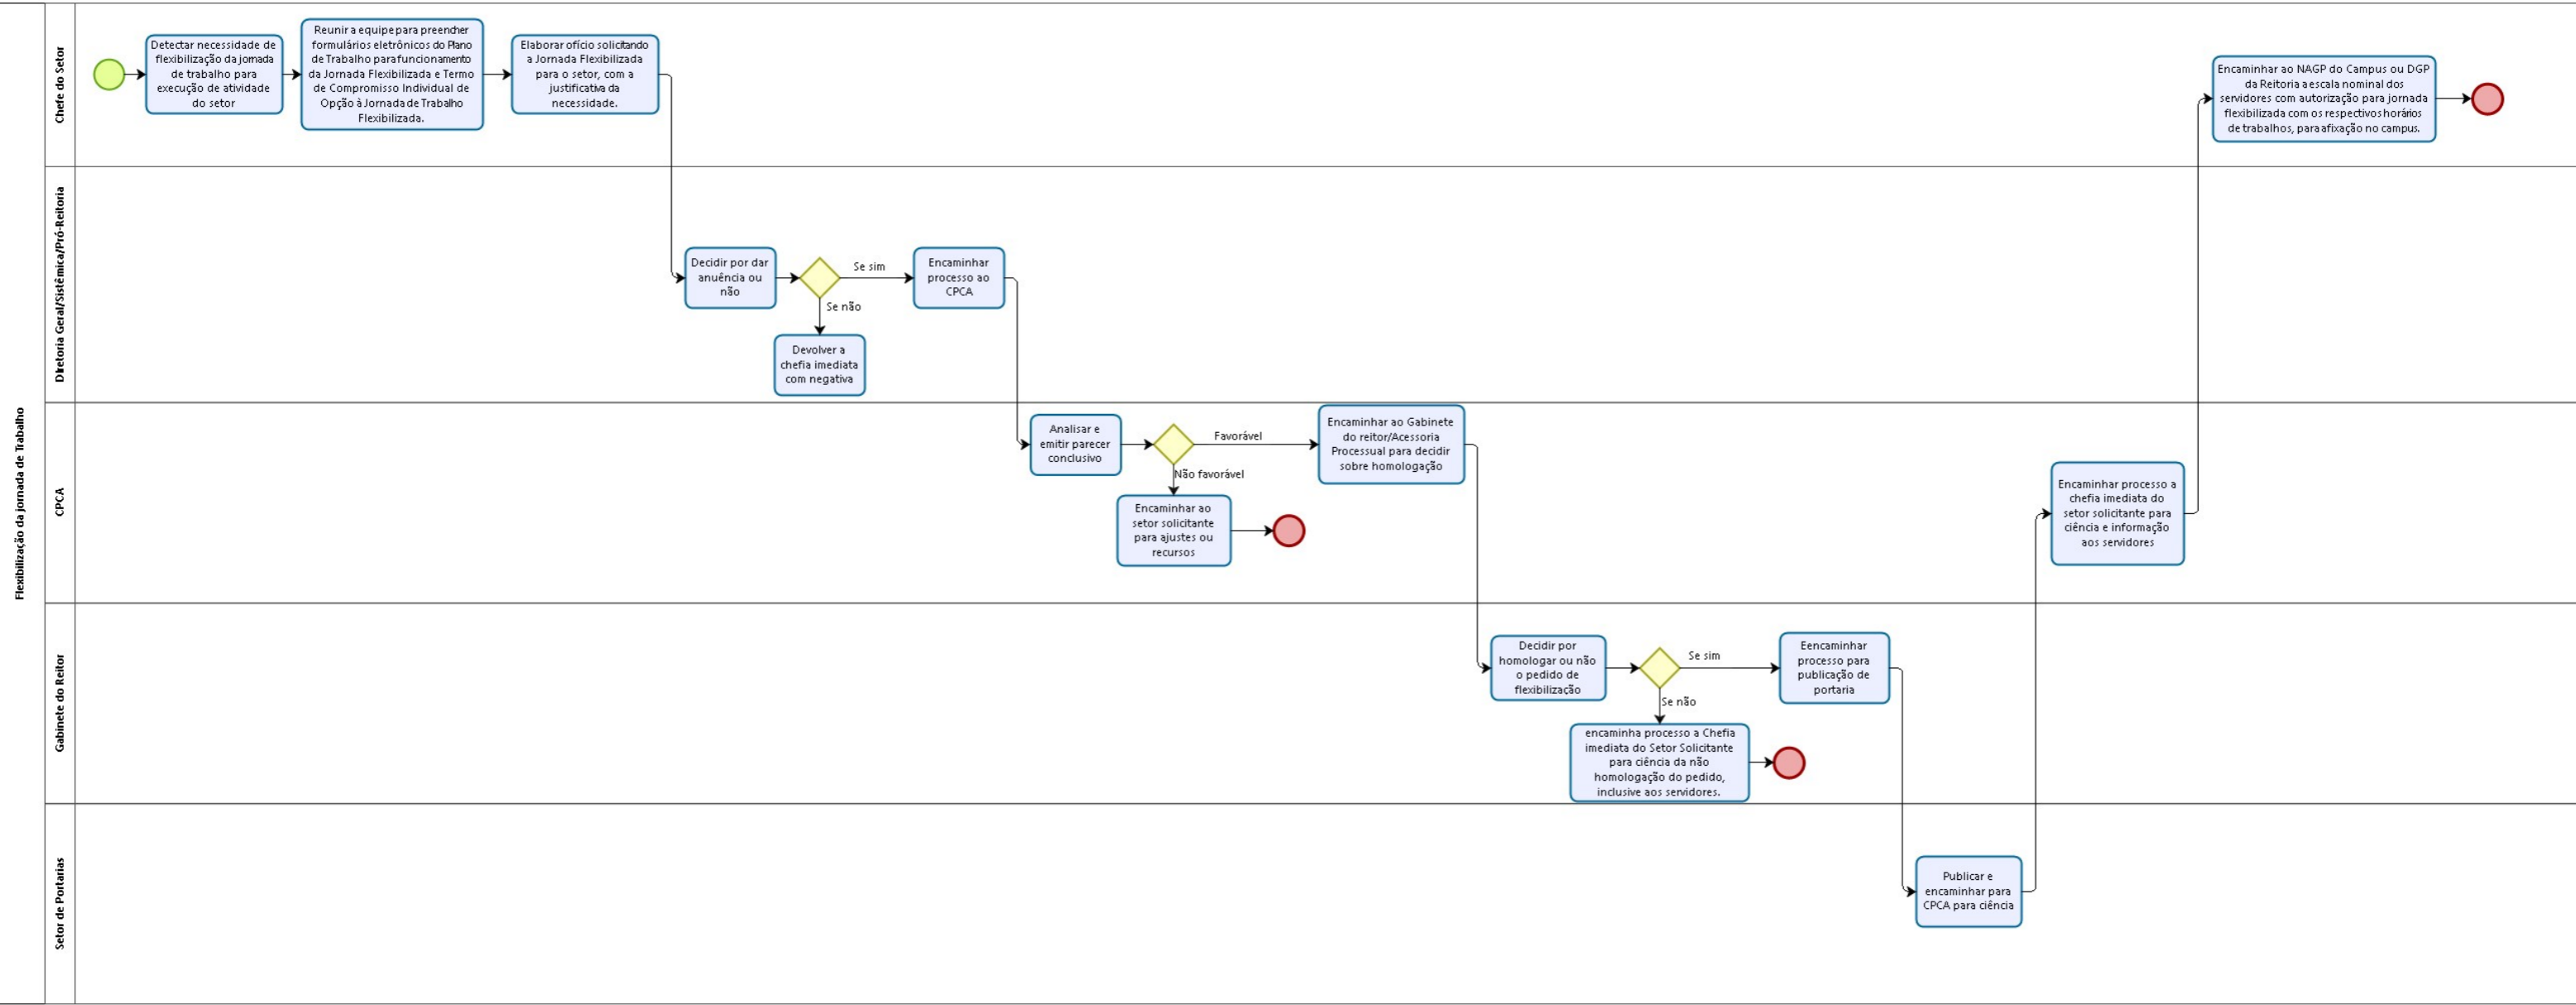 Flexibilização da jornada de Trabalho
Chefe do Setor
Detectar necessidade de
flexibilização da jornada
de trabalho para
execução de atividade
do setor
Reunir a equipe para preencher
formulários eletrônicos do Plano
de Trabalho para funcionamento
da Jornada Flexibilizada e Termo
de Compromisso Individual de
Opção à Jornada de Trabalho
Flexibilizada.
Elaborar ofício solicitando
a Jornada Flexibilizada
para o setor, com a
justificativa da
necessidade.
Encaminhar ao NAGP do Campus ou DGP
da Reitoria a escala nominal dos
servidores com autorização para jornada
flexibilizada com os respectivos horários
de trabalhos, para afixação no campus.
Diretoria Geral/Sistêmica/Pró-Reitoria
Decidir por dar
anuência ou
não
Se sim
Se não
Encaminhar
processo ao
CPCA
Devolver a
chefia imediata
com negativa
CPCA
Analisar e
emitir parecer
conclusivo
Favorável
Não favorável
Encaminhar ao Gabinete
do reitor/Acessoria
Processual para decidir
sobre homologação
Encaminhar ao
setor solicitante
para ajustes ou
recursos
Encaminhar processo a
chefia imediata do
setor solicitante para
ciência e informação
aos servidores
Gabinete do Reitor
Decidir por
homologar ou não
o pedido de
flexibilização
Se sim
Se não
Eencaminhar
processo para
publicação de
portaria
encaminha processo a Chefia
imediata do Setor Solicitante
para ciência da não
homologação do pedido,
inclusive aos servidores.
Setor de Portarias
Publicar e
encaminhar para
CPCA para ciência